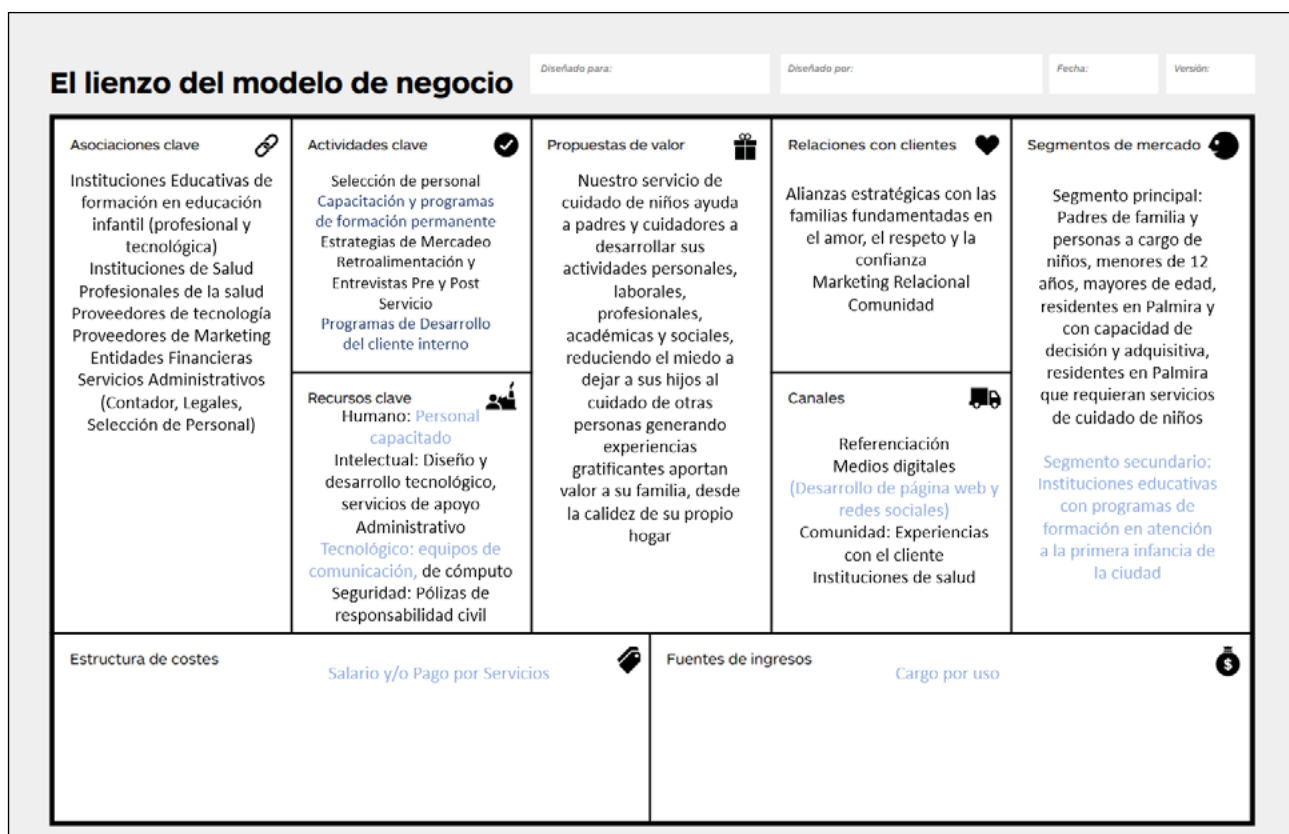 El lienzo del modelo de negocio
Diseñado para:
Diseñado por:
Fecha:
Versión:
Asociaciones clave
Instituciones Educativas de
formación en educación
infantil (profesional y
tecnológica)
Instituciones de Salud
Profesionales de la salud
Proveedores de tecnología
Proveedores de Marketing
Entidades Financieras
Servicios Administrativos
(Contador, Legales,
Selección de Personal)
Actividades clave
Selección de personal
Capacitación y programas
de formación permanente
Estrategias de Mercadeo
Retroalimentación y
Entrevistas Pre y Post
Servicio
Programas de Desarrollo
del cliente interno
Recursos clave
Humano: Personal
capacitado
Intelectual: Diseño y
desarrollo tecnológico,
servicios de apoyo
Administrativo
Tecnológico: equipos de
comunicación, de cómputo
Seguridad: Pólizas de
responsabilidad civil
Propuestas de valor
Nuestro servicio de
cuidado de niños ayuda
a padres y cuidadores a
desarrollar sus
actividades personales,
laborales,
profesionales,
académicas y sociales,
reduciendo el miedo a
dejar a sus hijos al
cuidado de otras
personas generando
experiencias
gratificantes aportan
valor a su familia, desde
la calidez de su propio
hogar
Relaciones con clientes
Alianzas estratégicas con las
familias fundamentadas en
el amor, el respeto y la
confianza
Marketing Relacional
Comunidad
Canales
Referenciación
Medios digitales
(Desarrollo de página web y
redes sociales)
Comunidad: Experiencias
con el cliente
Instituciones de salud
Segmentos de mercado
Segmento principal:
Padres de familia y
personas a cargo de
niños, menores de 12
años, mayores de edad,
residentes en Palmira y
con capacidad de
decisión y adquisitiva,
residentes en Palmira
que requieran servicios
de cuidado de niños
Segmento secundario:
Instituciones educativas
con programas de
formación en atención
a la primera infancia de
la ciudad
Estructura de costes
Salario y/o Pago por Servicios
Fuentes de ingresos
Cargo por uso
$